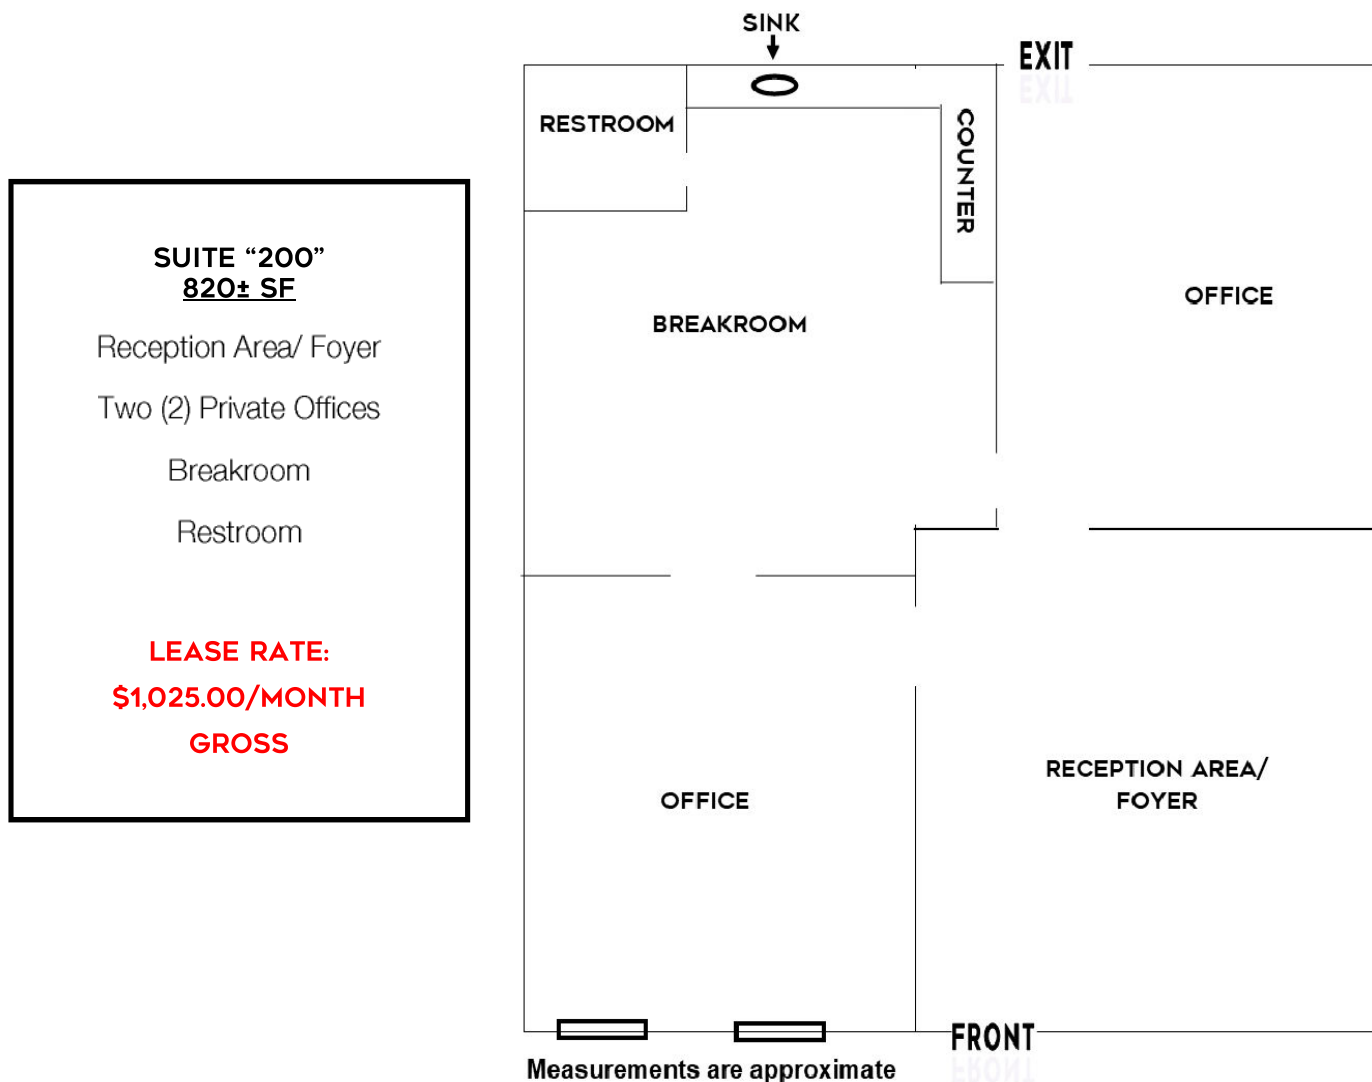 SUITE “200”
820± SF
Reception Area/ Foyer
Two (2) Private Offices
Breakroom
Restroom
LEASE RATE:
$1,025.00/MONTH
GROSS
SINK
EXIT
RESTROOM
COUNTER
OFFICE
BREAKROOM
RECEPTION AREA/
FOYER
OFFICE
FRONT
Measurements are approximate